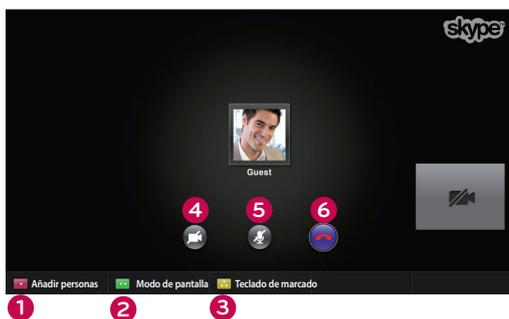 skype
Guest
4 5 6
Añadir personas Modo de pantalla Teclado de marcado
1 2 3